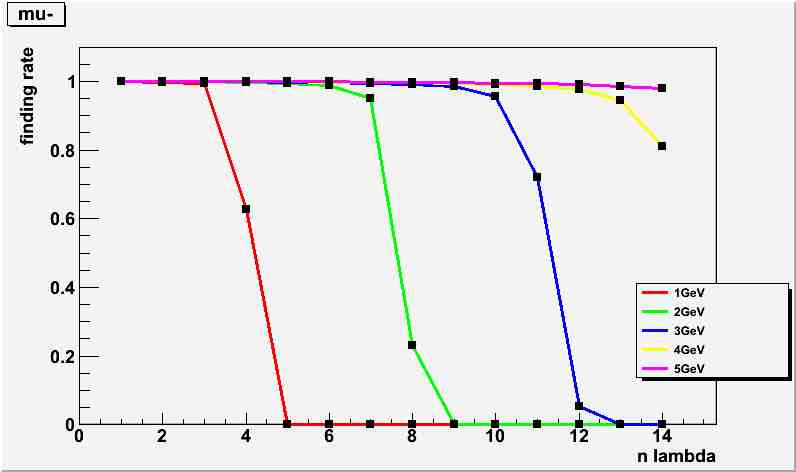 mu-
finding rate
1
0.8
0.6
0.4
0.2
0
0 2 4 6 8 10 12 14
n lambda
1GeV
2GeV
3GeV
4GeV
5GeV